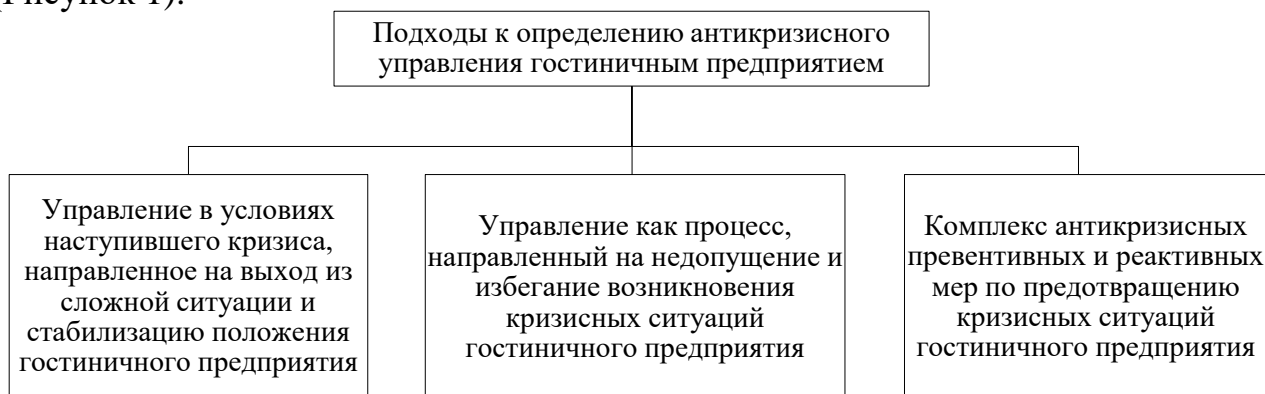 (Рисунок 1).
Подходы к определению антикризисного
управления гостиничным предприятием
Управление в условиях
наступившего кризиса,
направленное на выход из
сложной ситуации и
стабилизацию положения
гостиничного предприятия
Управление как процесс,
направленный на недопущение и
избегание возникновения
кризисных ситуаций
гостиничного предприятия
Комплекс антикризисных
превентивных и реактивных
мер по предотвращению
кризисных ситуаций
гостиничного предприятия